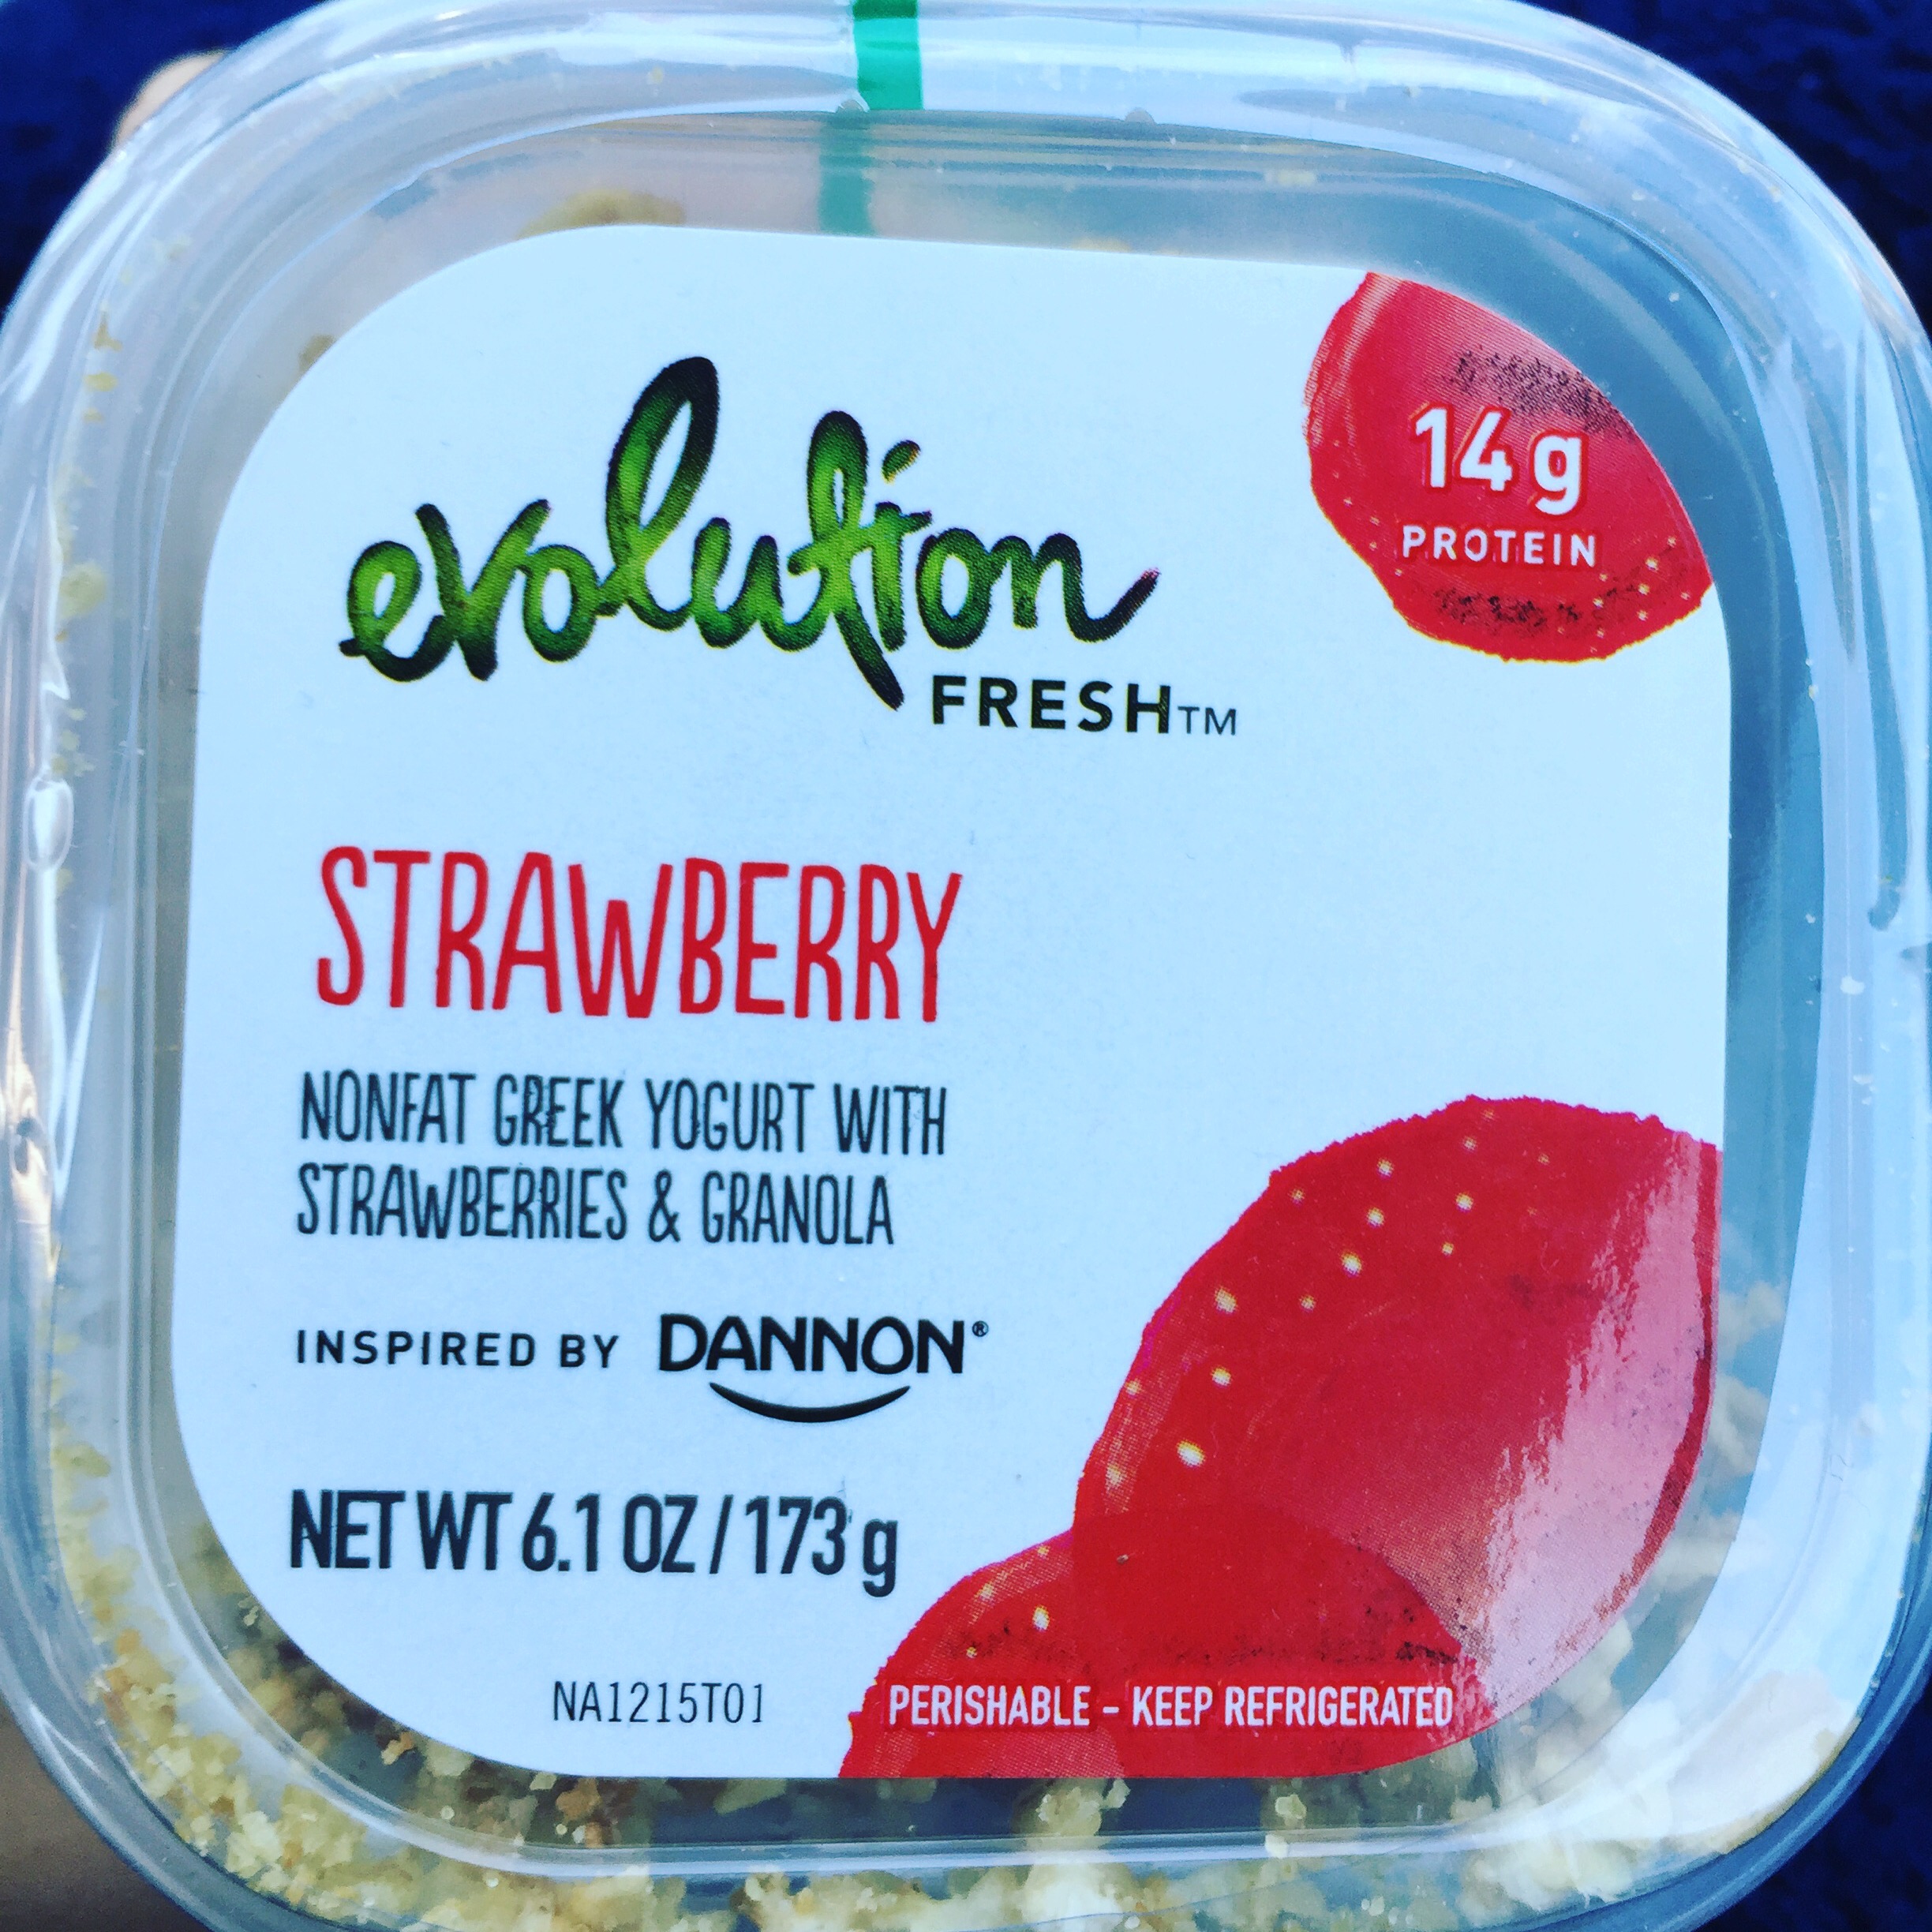 evolution
FRESH™
14g
PROTEIN
STRAWBERRY
NONFAT GREEK YOGURT WITH
STRAWBERRIES & GRANOLA
INSPIRED BY DANNON®
NET WT 6.1 OZ / 173 g
NA1215T01
PERISHABLE - KEEP REFRIGERATED